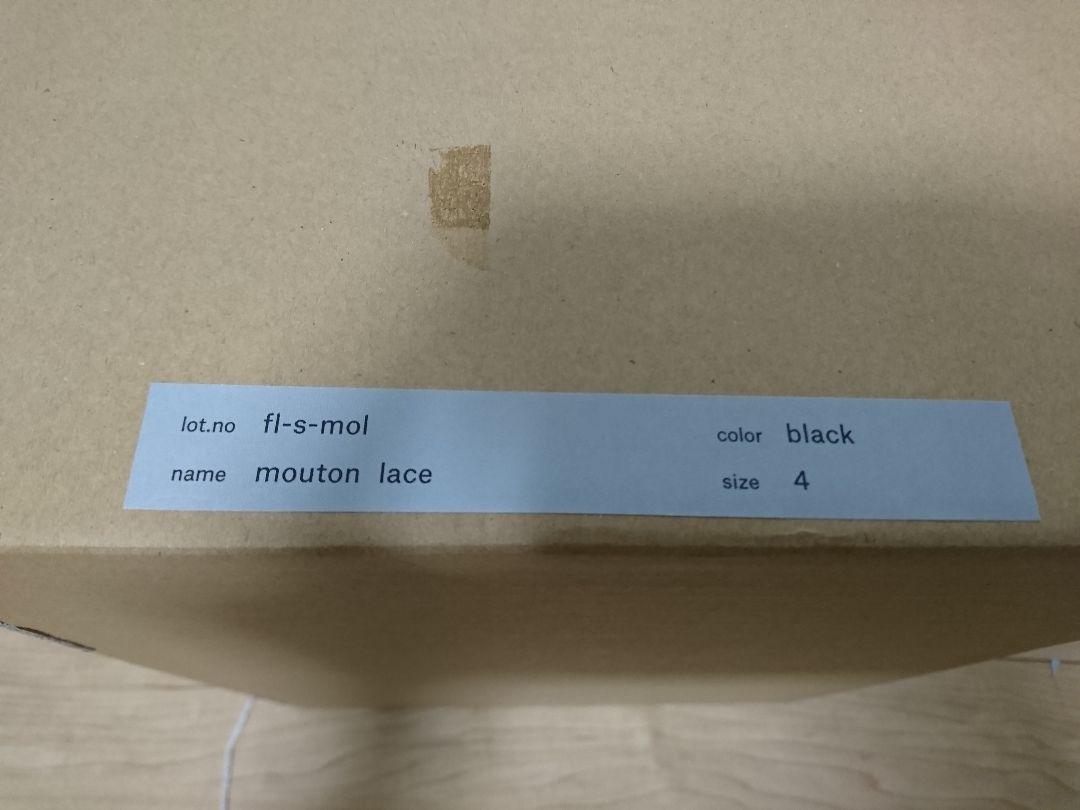 lot.no fl-s-mol
name mouton lace
color black
size 4